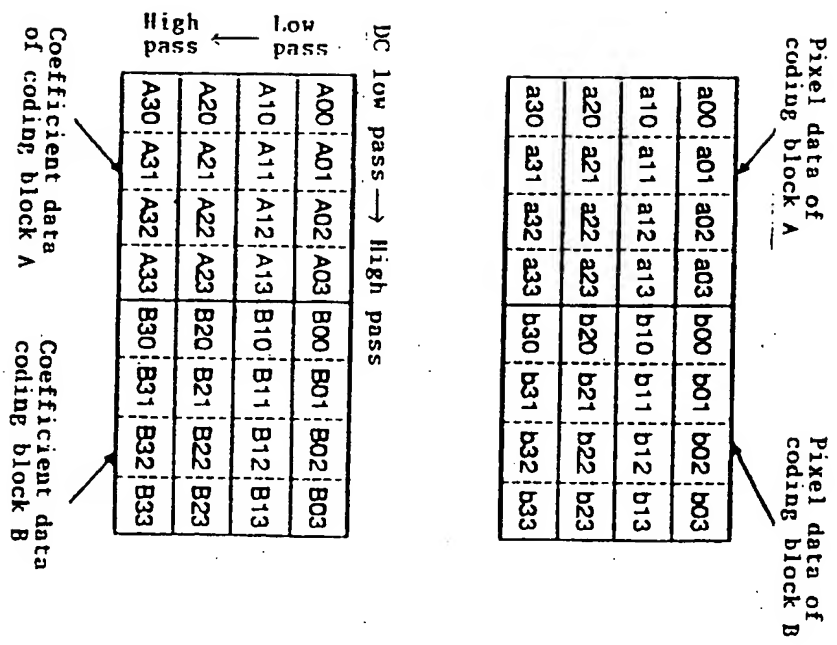 Pixel data of
coding block A
Pixel data of
coding block B
a00 a01 a02 a03 b00 b01 b02 b03
a10 a11 a12 a13 b10 b11 b12 b13
a20 a21 a22 a23 b20 b21 b22 b23
a30 a31 a32 a33 b30 b31 b32 b33
DC low pass → High pass
Low
pass
→
High
pass
A00 A01 A02 A03 B00 B01 B02 B03
A10 A11 A12 A13 B10 B11 B12 B13
A20 A21 A22 A23 B20 B21 B22 B23
A30 A31 A32 A33 B30 B31 B32 B33
Coefficient data
of coding block A
Coefficient data
coding block B